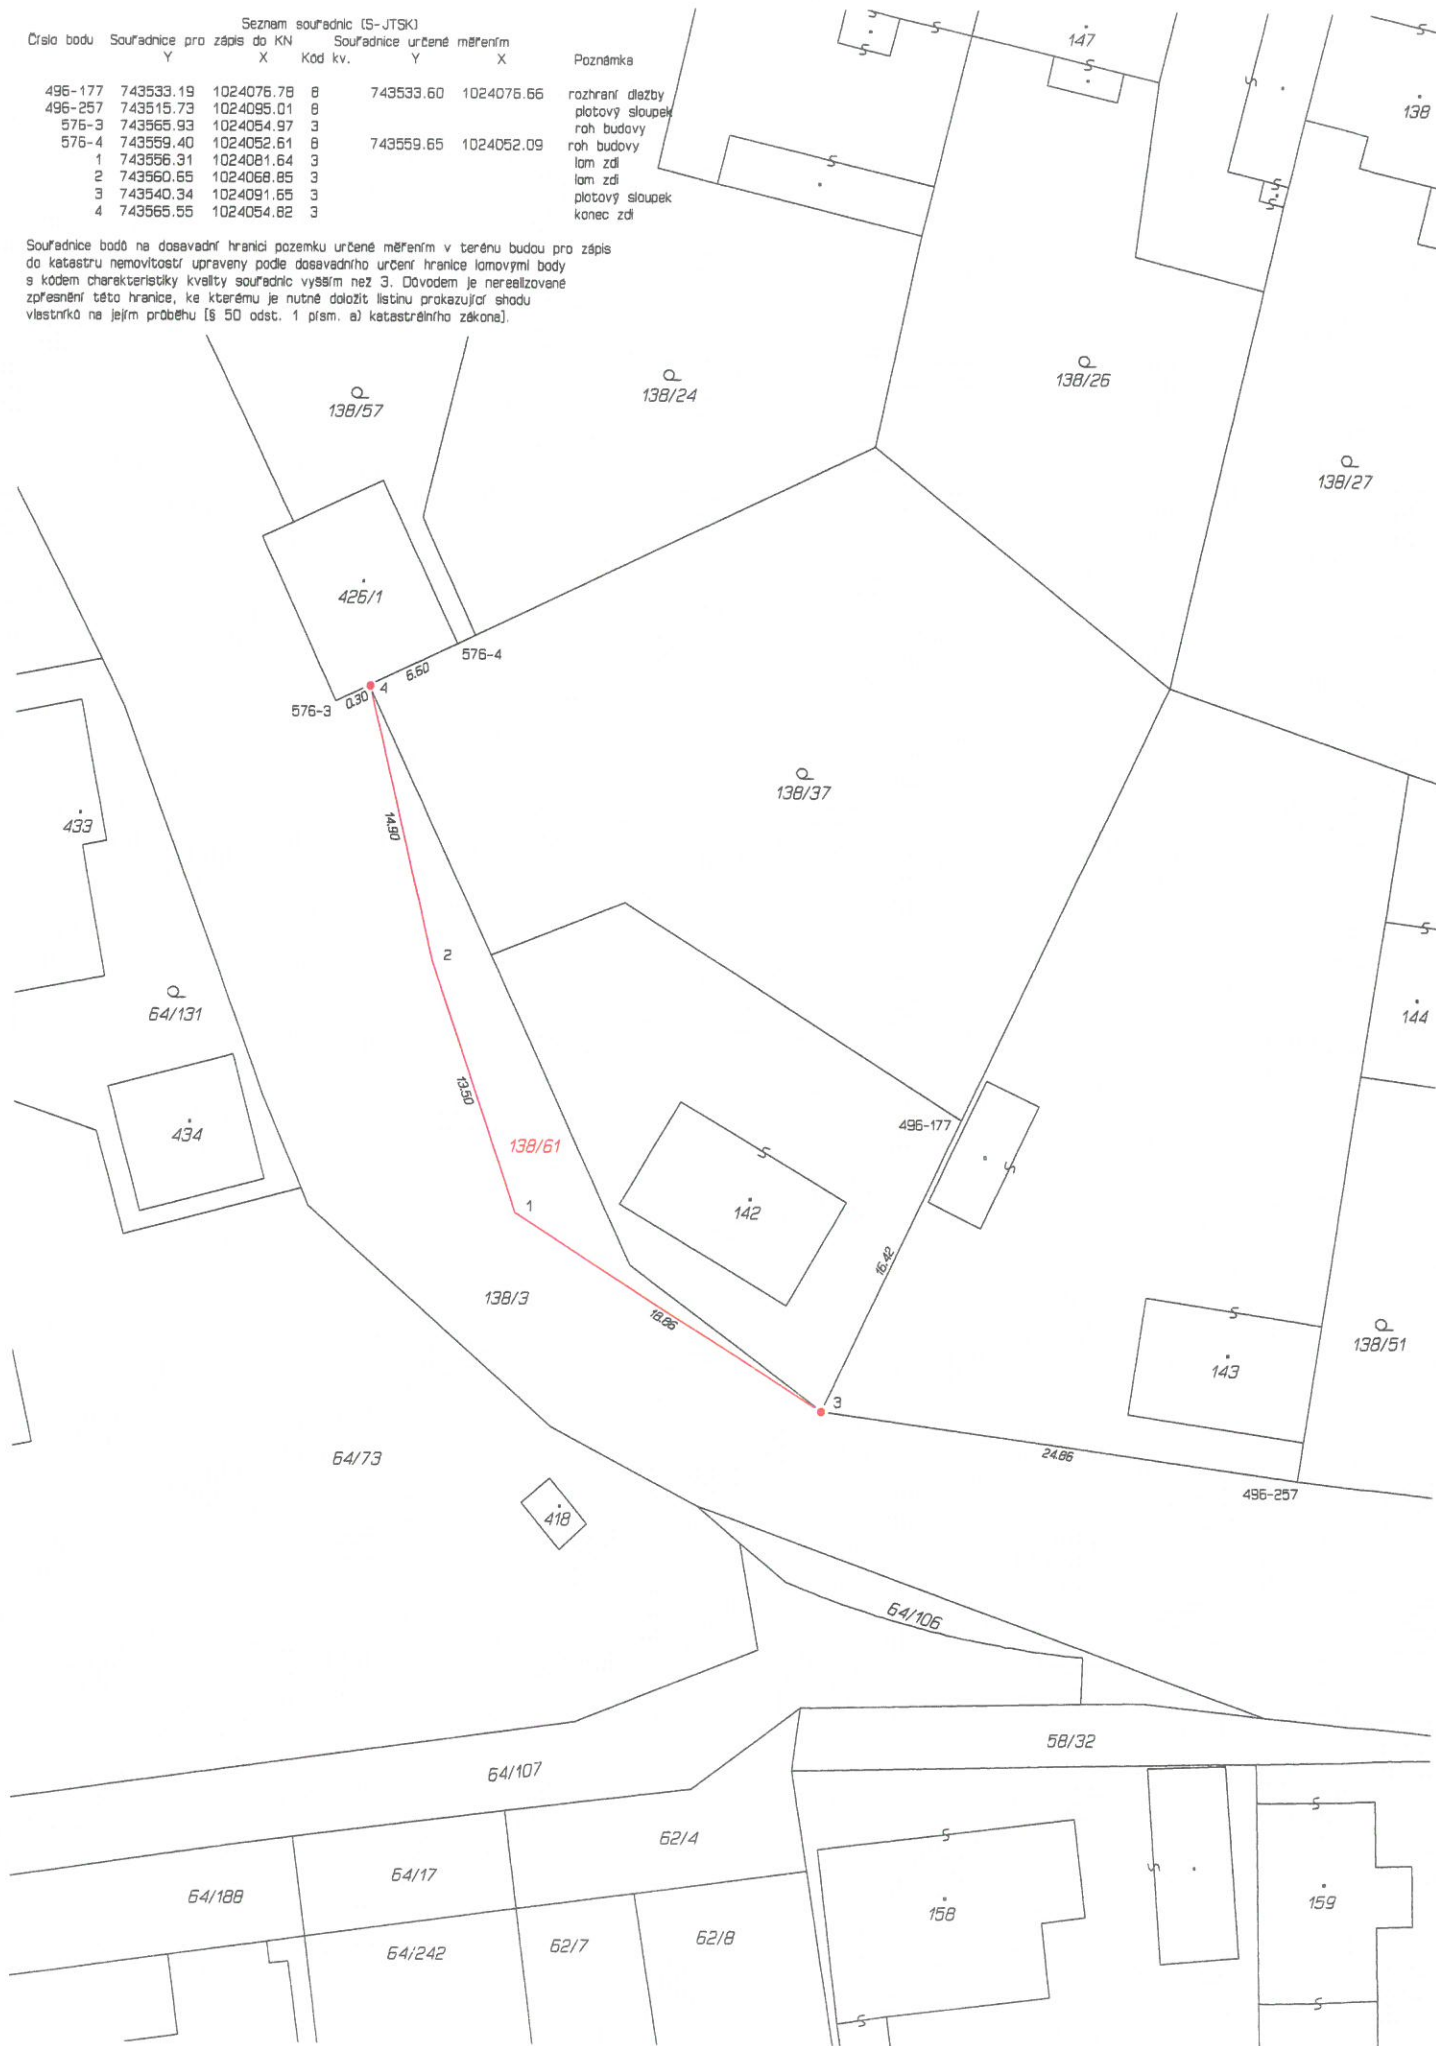 Seznam souřadnic (S-JTSK)
Číslo bodu Souřadnice pro zápis do KN Souřadnice určené měřením
Y X Kód kv. Y X Poznámka
496-177 743533.19 1024076.78 8 743533.60 1024076.66 rozhraní dlažby
496-257 743515.73 1024095.01 8 plotový sloupek
576-3 743565.93 1024054.97 3 roh budovy
576-4 743559.40 1024052.61 8 743559.65 1024052.09 roh budovy
1 743556.31 1024081.64 3 lom zdi
2 743560.65 1024068.85 3 lom zdi
3 743540.34 1024091.65 3 plotový sloupek
4 743565.55 1024054.82 3 konec zdi
Souřadnice bodů na dosavadní hranici pozemku určené měřením v terénu budou pro zápis
do katastru nemovitostí upraveny podle dosavadního určení hranice lomovými body
s kódem charakteristiky kvality souřadnic vyšším než 3. Důvodem je nerealizované
zpřesnění této hranice, ke kterému je nutné doložit listinu prokazující shodu
vlastníků na jejím průběhu [§ 50 odst. 1 písm. a) katastrálního zákona].
147
138
138/57
138/24
138/26
138/27
426/1
576-4
6.60
4
0.30
576-3
138/37
433
14.90
2
64/131
144
434
13.50
496-177
138/61
1
142
16.42
138/3
18.86
138/51
143
3
64/73
24.86
496-257
418
64/106
58/32
64/107
62/4
64/17
64/188
158
159
62/8
62/7
64/242